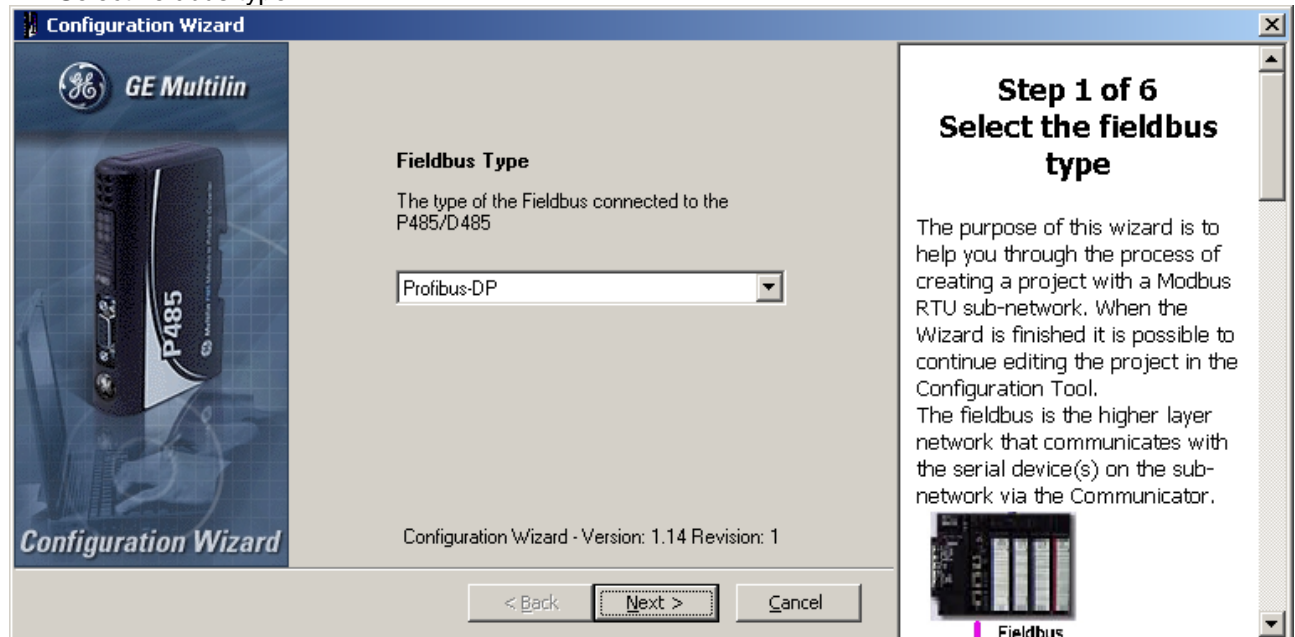 Select fieldbus type
Configuration Wizard
GE Multilin
P485
Configuration Wizard
Fieldbus Type
The type of the Fieldbus connected to the
P485/D485
Profibus-DP
Configuration Wizard - Version: 1.14 Revision: 1
< Back
Next >
Cancel
Step 1 of 6
Select the fieldbus
type
The purpose of this wizard is to
help you through the process of
creating a project with a Modbus
RTU sub-network. When the
Wizard is finished it is possible to
continue editing the project in the
Configuration Tool.
The fieldbus is the higher layer
network that communicates with
the serial device(s) on the sub-
network via the Communicator.
Fieldbus